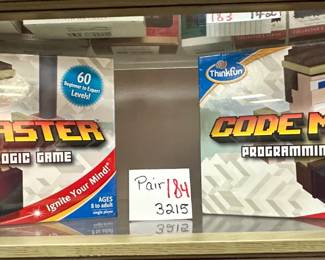 183
60
Beginner to Expert
Levels!
ASTER
OGIC GAME
Ignite Your Mind!
AGES
8 to adult
single player
Pair 184
3215
ThinkFun
CODE M
PROGRAMMIN